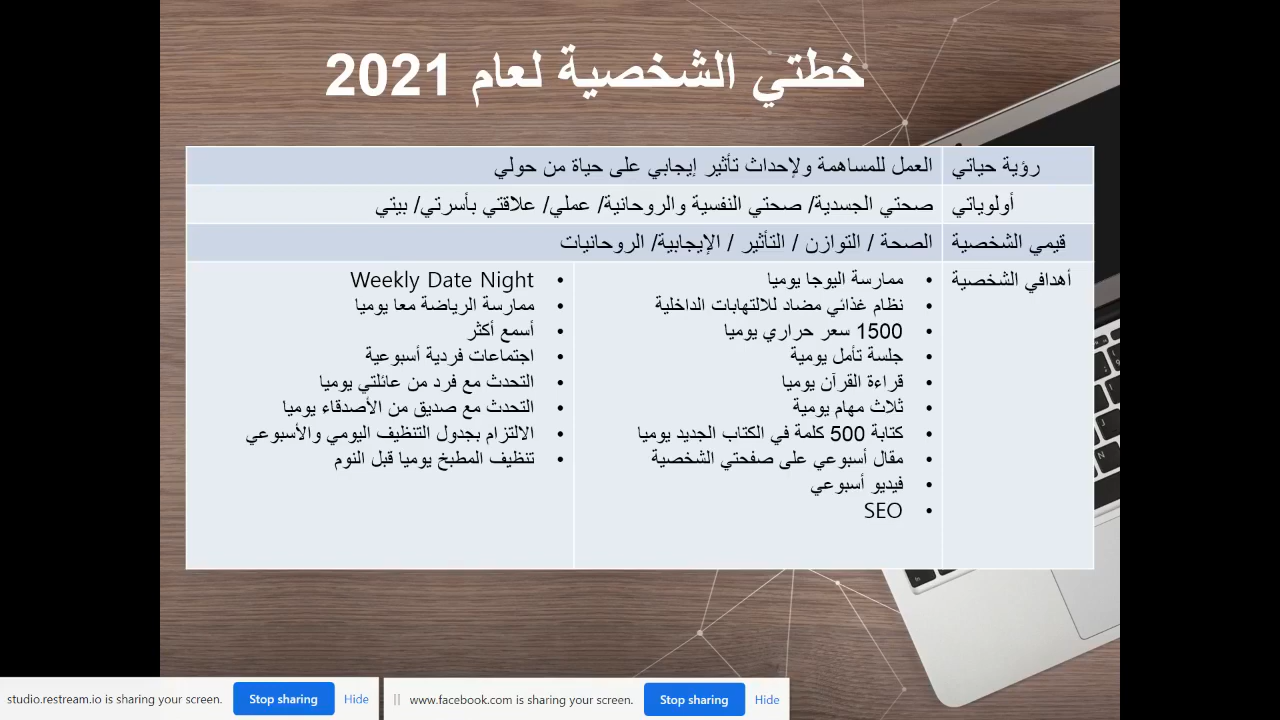 خطتي الشخصية لعام 2021
رؤية حياتي
العمل للمساهمة ولإحداث تأثير إيجابي على حياة من حولي
أولوياتي
صحتي الجسدية/ صحتي النفسية والروحانية/ عملي/ علاقتي بأسرتي/ بيتي
قيمي الشخصية
الصحة / التوازن / التأثير / الإيجابية/ الروحانيات
أهدافي الشخصية
• ممارسة اليوجا يوميا
• نظام غذائي مضاد للالتهابات الداخلية
• 1500 سعر حراري يوميا
• جلسة تأمل يومية
• قراءة القرآن يوميا
• ثلاث مهام يومية
• كتابة 500 كلمة في الكتاب الجديد يوميا
• مقال أسبوعي على صفحتي الشخصية
• فيديو أسبوعي
• SEO
• Weekly Date Night
• ممارسة الرياضة معا يوميا
• أسمع أكثر
• اجتماعات فردية أسبوعية
• التحدث مع فرد من عائلتي يوميا
• التحدث مع صديق من الأصدقاء يوميا
• الالتزام بجدول التنظيف اليومي والأسبوعي
• تنظيف المطبخ يوميا قبل النوم
studio.restream.io is sharing your screen. Stop sharing Hide
www.facebook.com is sharing your screen. Stop sharing Hide